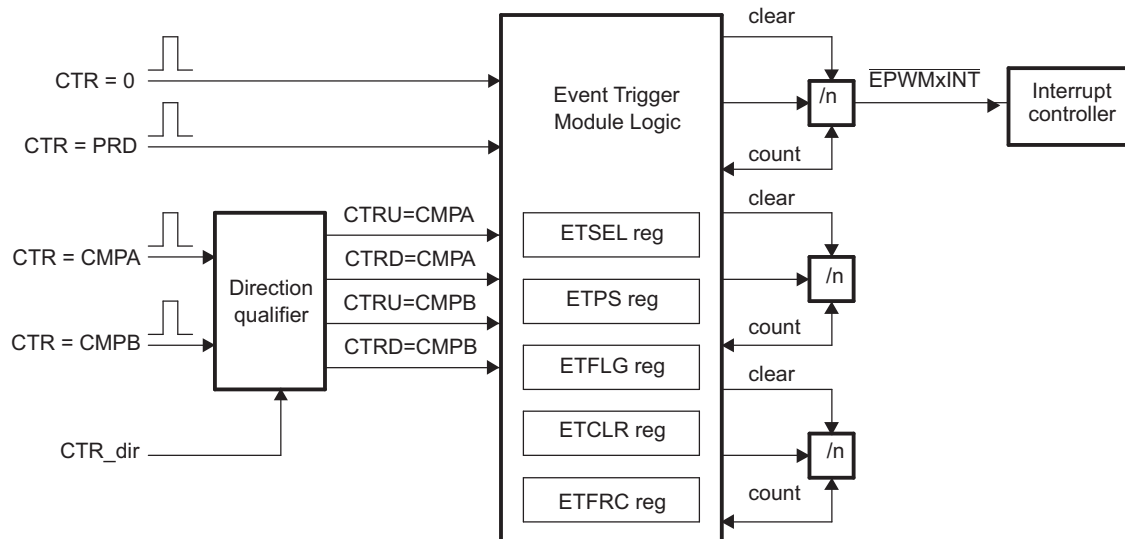 CTR = 0
CTR = PRD
CTR = CMPA
CTR = CMPB
CTR_dir
Direction
qualifier
CTRU=CMPA
CTRD=CMPA
CTRU=CMPB
CTRD=CMPB
Event Trigger
Module Logic
ETSEL reg
ETPS reg
ETFLG reg
ETCLR reg
ETFRC reg
clear
/n
count
EPWMxINT
Interrupt
controller
clear
/n
count
clear
/n
count